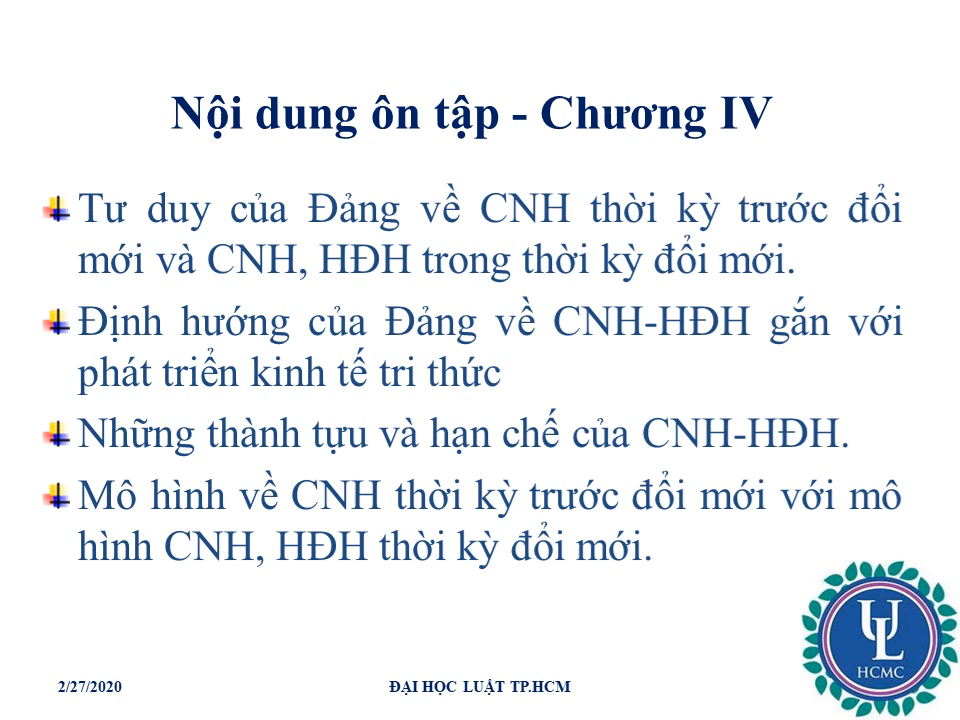 Nội dung ôn tập - Chương IV
Tư duy của Đảng về CNH thời kỳ trước đổi
mới và CNH, HĐH trong thời kỳ đổi mới.
Định hướng của Đảng về CNH-HĐH gắn với
phát triển kinh tế tri thức
Những thành tựu và hạn chế của CNH-HĐH.
Mô hình về CNH thời kỳ trước đổi mới với mô
hình CNH, HĐH thời kỳ đổi mới.
UL
HCMC
2/27/2020
ĐẠI HỌC LUẬT TP.HCM